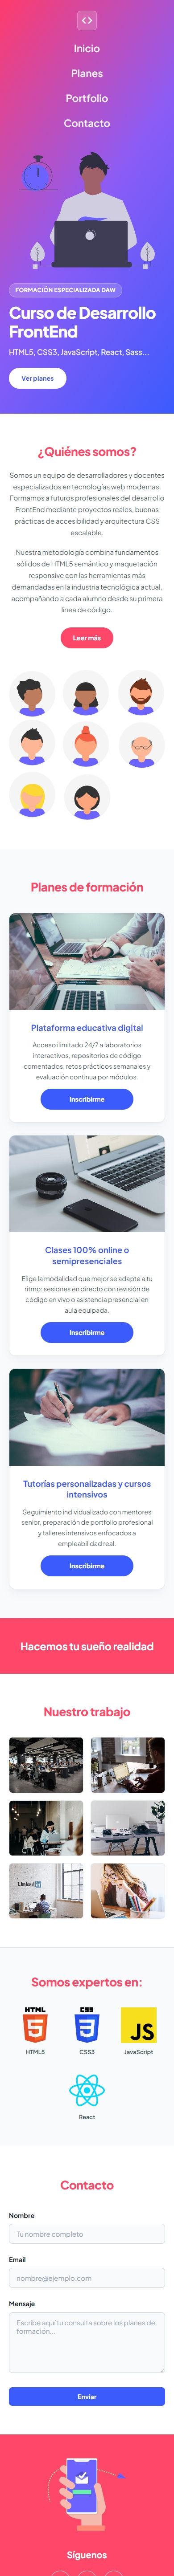 Inicio
Planes
Portfolio
Contacto
FORMACIÓN ESPECIALIZADA DAW
Curso de Desarrollo
FrontEnd
HTML5, CSS3, JavaScript, React, Sass...
Ver planes
¿Quiénes somos?
Somos un equipo de desarrolladores y docentes
especializados en tecnologías web modernas.
Formamos a futuros profesionales del desarrollo
FrontEnd mediante proyectos reales, buenas
prácticas de accesibilidad y arquitectura CSS
escalable.
Nuestra metodología combina fundamentos
sólidos de HTML5 semántico y maquetación
responsive con las herramientas más
demandadas en la industria tecnológica actual,
acompañando a cada alumno desde su primera
línea de código.
Leer más
Planes de formación
Plataforma educativa digital
Acceso ilimitado 24/7 a laboratorios
interactivos, repositorios de código
comentados, retos prácticos semanales y
evaluación continua por módulos.
Inscribirme
Clases 100% online o
semipresenciales
Elige la modalidad que mejor se adapte a tu
ritmo: sesiones en directo con revisión de
código en vivo o asistencia presencial en
aula equipada.
Inscribirme
Tutorías personalizadas y cursos
intensivos
Seguimiento individualizado con mentores
senior, preparación de portfolio profesional
y talleres intensivos enfocados a
empleabilidad real.
Inscribirme
Hacemos tu sueño realidad
Nuestro trabajo
Linked in
Somos expertos en:
HTML
5
CSS
3
JS
HTML5
CSS3
JavaScript
React
Contacto
Nombre
Tu nombre completo
Email
nombre@ejemplo.com
Mensaje
Escribe aquí tu consulta sobre los planes de
formación...
Enviar
Síguenos